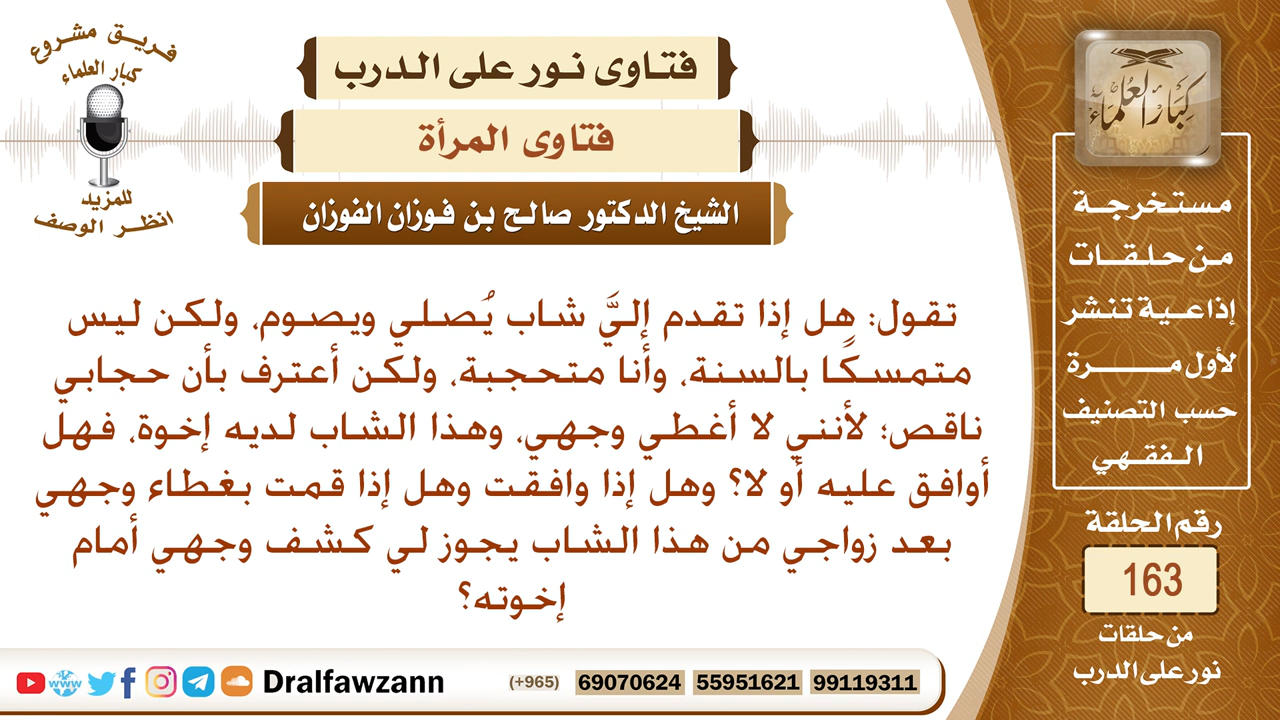 فريق مشروع
كبار العلماء
للمزيد
انظر الوصف
فتاوى نور على الدرب
فتاوى المرأة
الشيخ الدكتور صالح بن فوزان الفوزان
تقول: هل إذا تقدم إليَّ شاب يُصلي ويصوم، ولكن ليس
متمسكًا بالسنة، وأنا متحجبة، ولكن أعترف بأن حجابي
ناقص؛ لأنني لا أغطي وجهي، وهذا الشاب لديه إخوة، فهل
أوافق عليه أو لا؟ وهل إذا وافقت وهل إذا قمت بغطاء وجهي
بعد زواجي من هذا الشاب يجوز لي كشف وجهي أمام
إخوته؟
كبار العلماء
مستخرجة
من حلقات
إذاعية تنشر
لأول مرة
حسب التصنيف
الفقهي
رقم الحلقة
163
من حلقات
نور على الدرب
www
Dralfawzann
(+965) 69070624 55951621 99119311